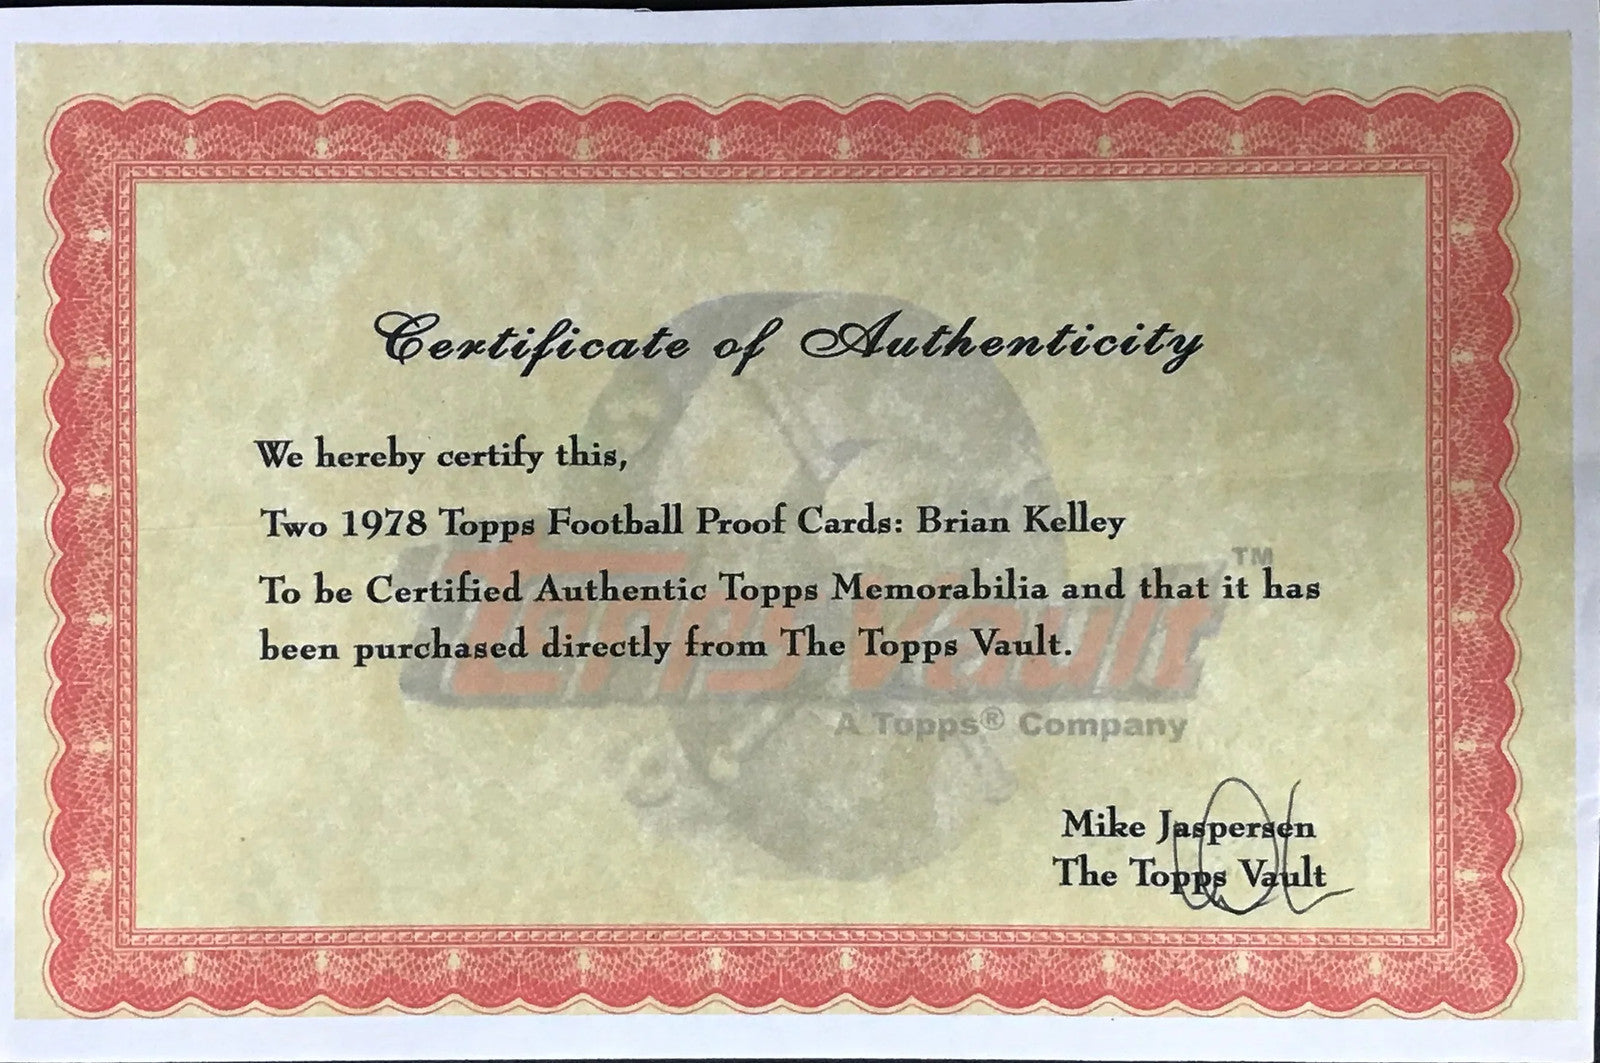 Certificate of Authenticity
We hereby certify this,
Two 1978 Topps Football Proof Cards: Brian Kelley
To be Certified Authentic Topps Memorabilia and that it has
been purchased directly from The Topps Vault.
Topps Vault™
A Topps® Company
Mike Jaspersen
The Topps Vault